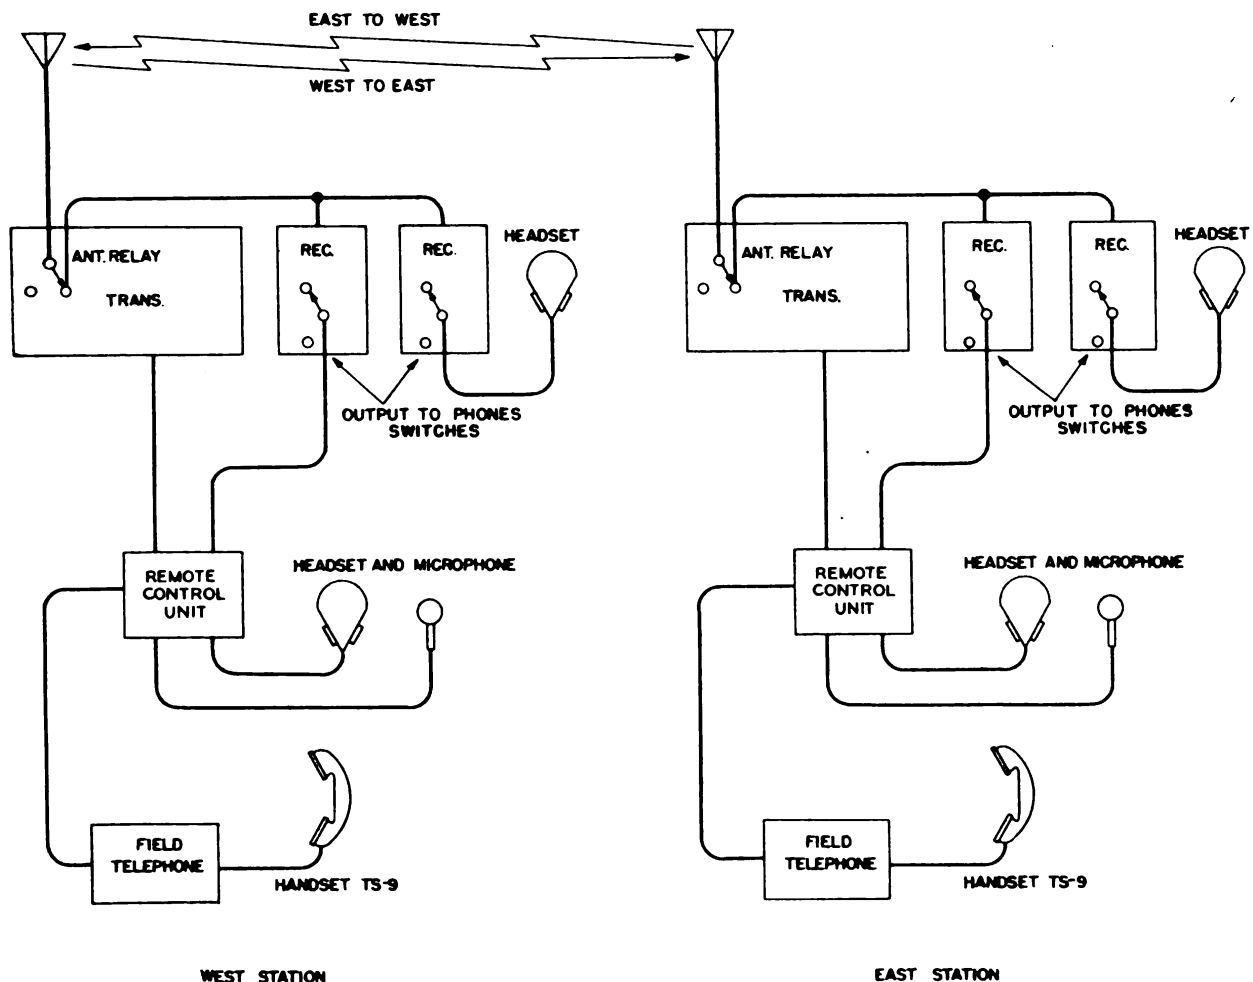 EAST TO WEST
WEST TO EAST
ANT. RELAY
TRANS.
REC.
REC.
HEADSET
OUTPUT TO PHONES
SWITCHES
REMOTE
CONTROL
UNIT
HEADSET AND MICROPHONE
FIELD
TELEPHONE
HANDSET TS-9
WEST STATION
ANT. RELAY
TRANS.
REC.
REC.
HEADSET
OUTPUT TO PHONES
SWITCHES
REMOTE
CONTROL
UNIT
HEADSET AND MICROPHONE
FIELD
TELEPHONE
HANDSET TS-9
EAST STATION